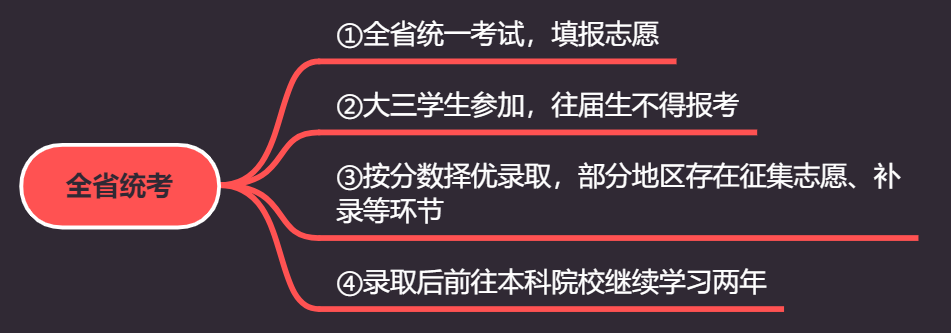 ①全省统一考试，填报志愿
②大三学生参加，往届生不得报考
全省统考
③按分数择优录取，部分地区存在征集志愿、补
录等环节
④录取后前往本科院校继续学习两年